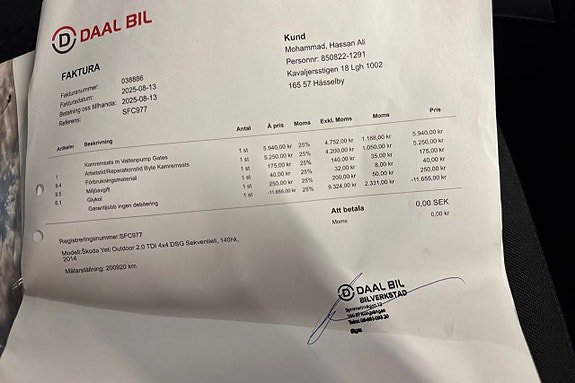 DAAL BIL
FAKTURA
Fakturanummer: 038886
Fakturadatum: 2025-08-13
Betalning oss tillhanda: 2025-08-13
Referens: SFC977
Kund
Mohammad, Hassan Ali
Personnr: 850822-1291
Kavaljersstigen 18 Lgh 1002
165 57 Hässelby
Artikelnr Beskrivning Antal À pris Moms Exkl. Moms Moms Pris
1 Kamremsats m Vattenpump Gates 1 st 5.940,00 kr 25% 4.752,00 kr 1.188,00 kr 5.940,00 kr
9.4 Arbetstid/Reparationstid Byte Kamremsats 1 st 5.250,00 kr 25% 4.200,00 kr 1.050,00 kr 5.250,00 kr
9.5 Förbrukningsmaterial 1 st 175,00 kr 25% 140,00 kr 35,00 kr 175,00 kr
6.1 Miljöavgift 1 st 40,00 kr 25% 32,00 kr 8,00 kr 40,00 kr
Glykol 1 st 250,00 kr 25% 200,00 kr 50,00 kr 250,00 kr
Garantijobb ingen debitering 1 st -11.655,00 kr 25% 9.324,00 kr 2.331,00 kr -11.655,00 kr
Att betala 0,00 SEK
Moms 0,00 kr
Registreringsnummer:SFC977
Modell:Skoda Yeti Outdoor 2.0 TDI 4x4 DSG Sekventiell, 140hk,
2014
Mätarställning: 200920 km
DAAL BIL
BILVERKSTAD